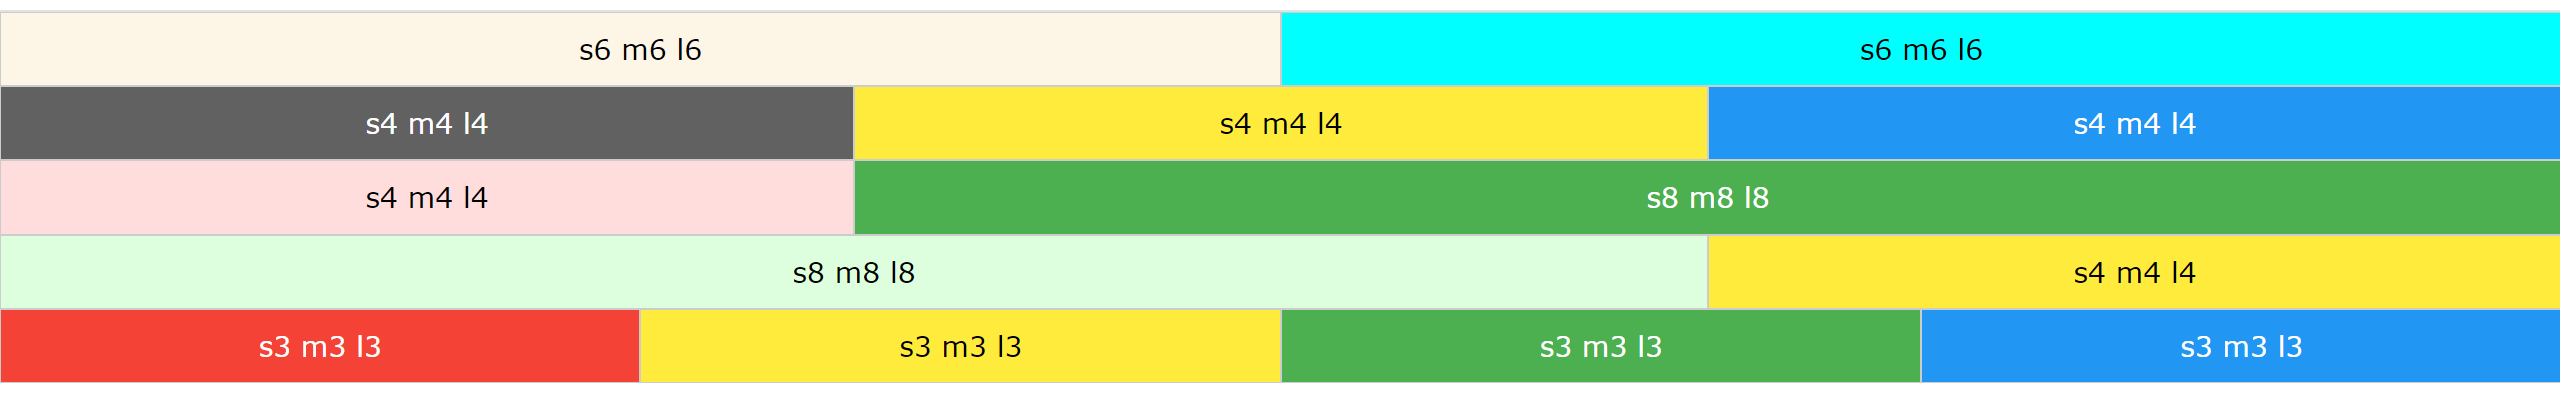 s6 m6 l6 s6 m6 l6
s4 m4 l4 s4 m4 l4 s4 m4 l4
s4 m4 l4 s8 m8 l8
s8 m8 l8 s4 m4 l4
s3 m3 l3 s3 m3 l3 s3 m3 l3 s3 m3 l3